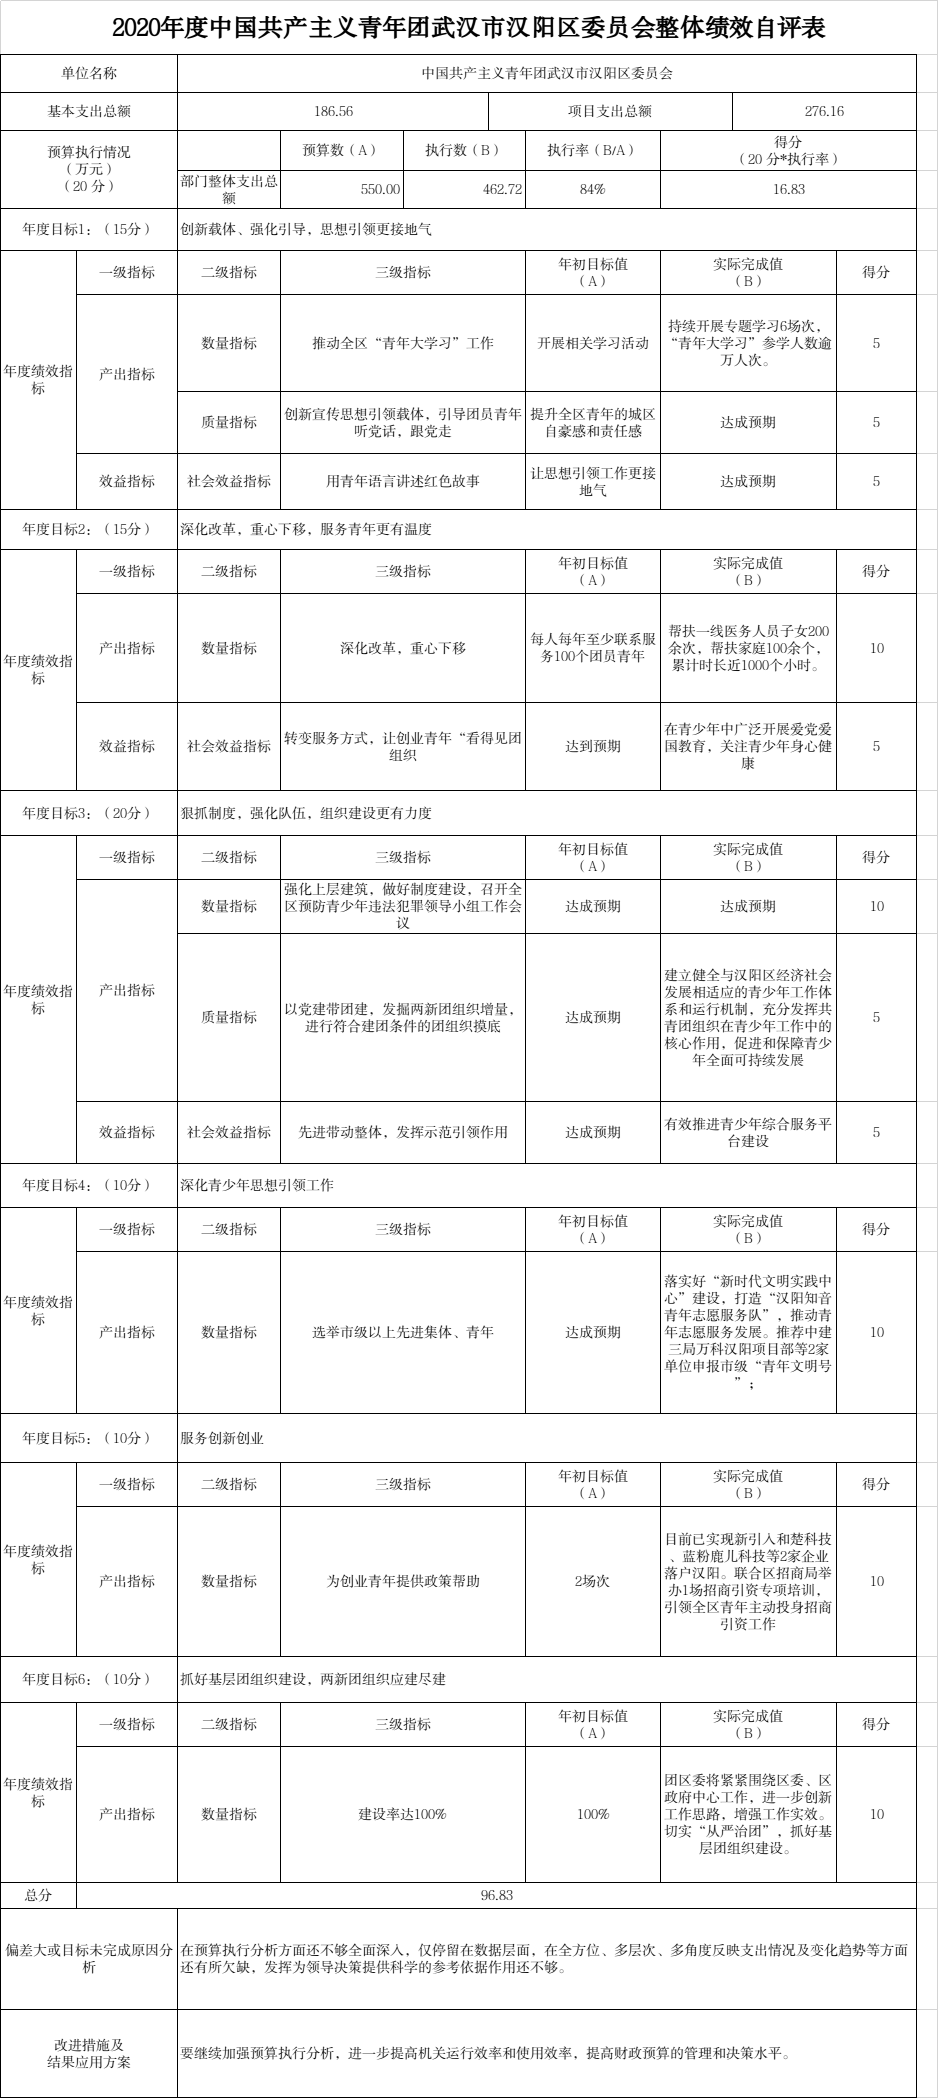 2020年度中国共产主义青年团武汉市汉阳区委员会整体绩效自评表
单位名称
中国共产主义青年团武汉市汉阳区委员会
基本支出总额
186.56
项目支出总额
276.16
预算执行情况
（万元）
（20 分）
预算数（A）
执行数（B）
执行率（B/A）
得分
（20 分*执行率）
部门整体支出总
额
550.00
462.72
84%
16.83
年度目标1：（15分）
创新载体、强化引导，思想引领更接地气
年度绩效指
标
一级指标
二级指标
三级指标
年初目标值
（A）
实际完成值
（B）
得分
产出指标
数量指标
推动全区“青年大学习”工作
开展相关学习活动
持续开展专题学习6场次，
“青年大学习”参学人数逾
万人次。
5
质量指标
创新宣传思想引领载体，引导团员青年
听党话，跟党走
提升全区青年的城区
自豪感和责任感
达成预期
5
效益指标
社会效益指标
用青年语言讲述红色故事
让思想引领工作更接
地气
达成预期
5
年度目标2：（15分）
深化改革，重心下移，服务青年更有温度
年度绩效指
标
一级指标
二级指标
三级指标
年初目标值
（A）
实际完成值
（B）
得分
产出指标
数量指标
深化改革，重心下移
每人每年至少联系服
务100个团员青年
帮扶一线医务人员子女200
余次，帮扶家庭100余个，
累计时长近1000个小时。
10
效益指标
社会效益指标
转变服务方式，让创业青年“看得见团
组织
达到预期
在青少年中广泛开展爱党爱
国教育，关注青少年身心健
康
5
年度目标3：（20分）
狠抓制度，强化队伍，组织建设更有力度
年度绩效指
标
一级指标
二级指标
三级指标
年初目标值
（A）
实际完成值
（B）
得分
产出指标
数量指标
强化上层建筑，做好制度建设，召开全
区预防青少年违法犯罪领导小组工作会
议
达成预期
达成预期
10
质量指标
以党建带团建，发掘两新团组织增量，
进行符合建团条件的团组织摸底
达成预期
建立健全与汉阳区经济社会
发展相适应的青少年工作体
系和运行机制，充分发挥共
青团组织在青少年工作中的
核心作用，促进和保障青少
年全面可持续发展
5
效益指标
社会效益指标
先进带动整体，发挥示范引领作用
达成预期
有效推进青少年综合服务平
台建设
5
年度目标4：（10分）
深化青少年思想引领工作
年度绩效指
标
一级指标
二级指标
三级指标
年初目标值
（A）
实际完成值
（B）
得分
产出指标
数量指标
选举市级以上先进集体、青年
达成预期
落实好“新时代文明实践中
心”建设，打造“汉阳知音
青年志愿服务队”，推动青
年志愿服务发展。推荐中建
三局万科汉阳项目部等2家
单位申报市级“青年文明号
”；
10
年度目标5：（10分）
服务创新创业
年度绩效指
标
一级指标
二级指标
三级指标
年初目标值
（A）
实际完成值
（B）
得分
产出指标
数量指标
为创业青年提供政策帮助
2场次
目前已实现新引入和楚科技
、蓝粉鹿儿科技等2家企业
落户汉阳。联合区招商局举
办1场招商引资专项培训，
引领全区青年主动投身招商
引资工作
10
年度目标6：（10分）
抓好基层团组织建设，两新团组织应建尽建
年度绩效指
标
一级指标
二级指标
三级指标
年初目标值
（A）
实际完成值
（B）
得分
产出指标
数量指标
建设率达100%
100%
团区委将紧紧围绕区委、区
政府中心工作，进一步创新
工作思路，增强工作实效。
切实“从严治团”，抓好基
层团组织建设。
10
总分
96.83
偏差大或目标未完成原因分
析
在预算执行分析方面还不够全面深入，仅停留在数据层面，在全方位、多层次、多角度反映支出情况及变化趋势等方面
还有所欠缺，发挥为领导决策提供科学的参考依据作用还不够。
改进措施及
结果应用方案
要继续加强预算执行分析，进一步提高机关运行效率和使用效率，提高财政预算的管理和决策水平。